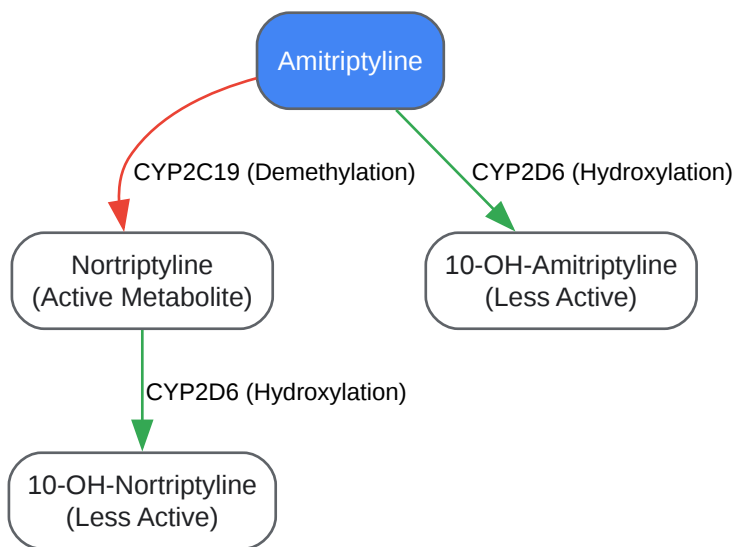 Amitriptyline
CYP2C19 (Demethylation)
CYP2D6 (Hydroxylation)
Nortriptyline
(Active Metabolite)
10-OH-Amitriptyline
(Less Active)
CYP2D6 (Hydroxylation)
10-OH-Nortriptyline
(Less Active)